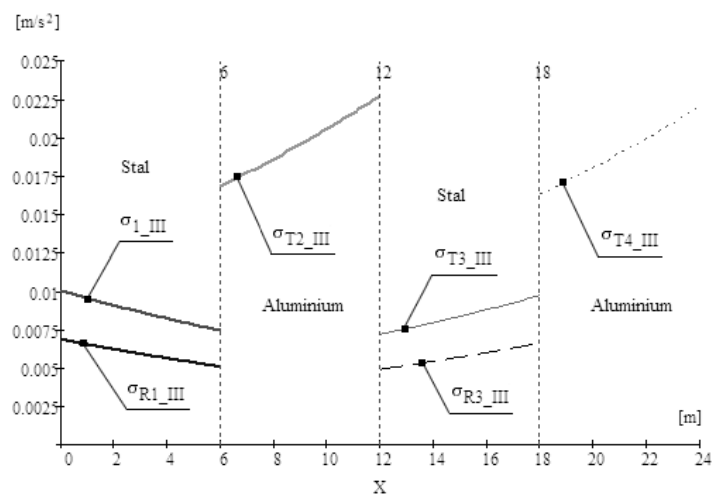 [m/s²]
0.025
6
12
18
0.0225
0.02
Stal
0.0175
Stal
0.015
σ1_III
σT2_III
σT3_III
σT4_III
0.0125
Aluminium
Aluminium
0.01
0.0075
0.005
σR1_III
σR3_III
0.0025
[m]
0 2 4 6 8 10 12 14 16 18 20 22 24
X